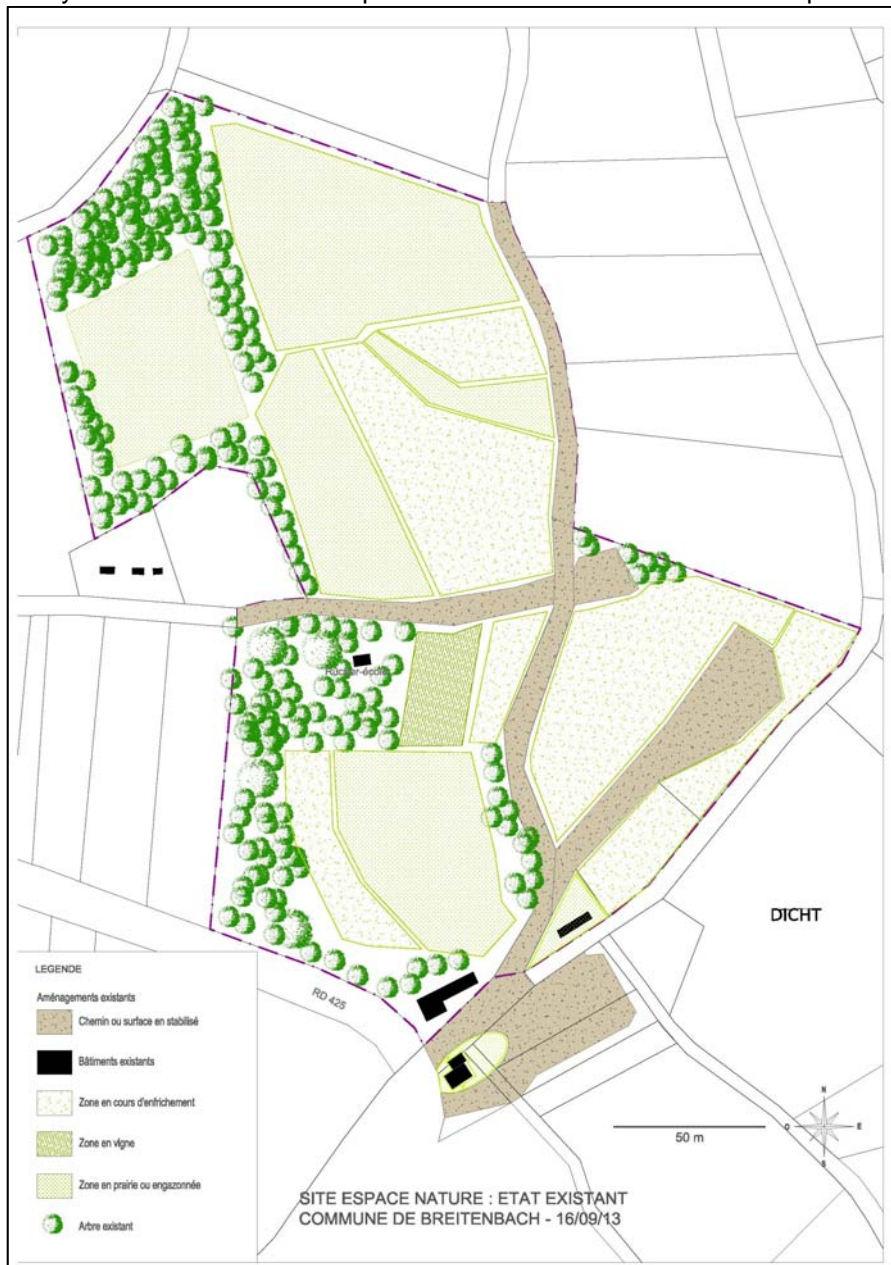 Rucher-école
DICHT
RD 425
LEGENDE
Aménagements existants
Chemin ou surface en stabilisé
Bâtiments existants
Zone en cours d'enfrichement
Zone en vigne
Zone en prairie ou engazonnée
Arbre existant
50 m
N
O
E
S
SITE ESPACE NATURE : ETAT EXISTANT
COMMUNE DE BREITENBACH - 16/09/13